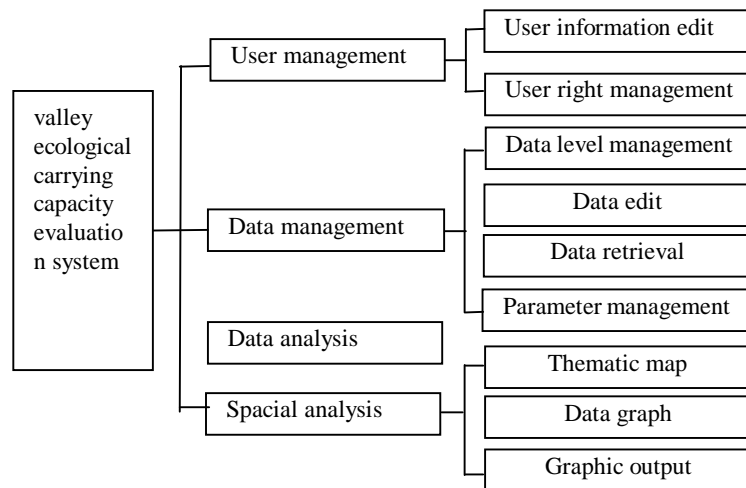 valley
ecological
carrying
capacity
evaluatio
n system
User management
User information edit
User right management
Data management
Data level management
Data edit
Data retrieval
Parameter management
Data analysis
Spacial analysis
Thematic map
Data graph
Graphic output